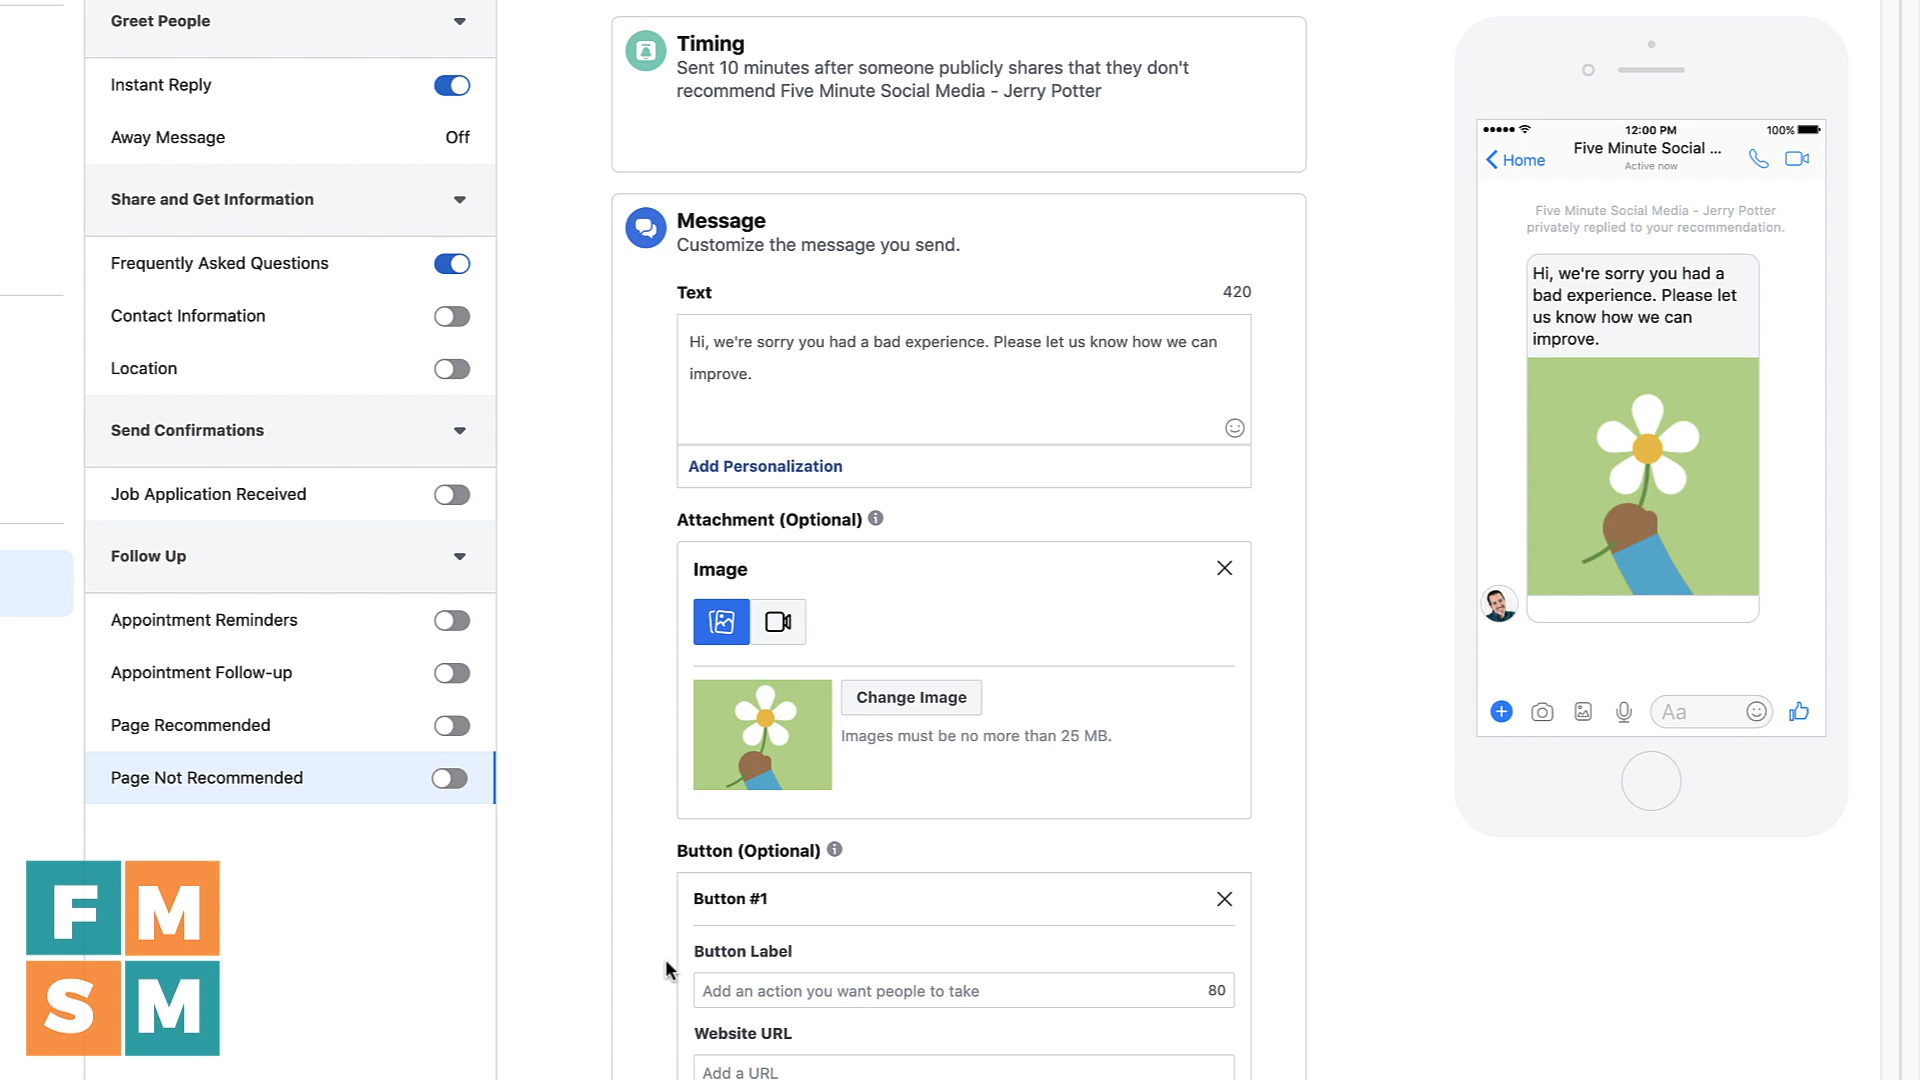 Greet People
Instant Reply
Away Message Off
Share and Get Information
Frequently Asked Questions
Contact Information
Location
Send Confirmations
Job Application Received
Follow Up
Appointment Reminders
Appointment Follow-up
Page Recommended
Page Not Recommended
F M
S M
Timing
Sent 10 minutes after someone publicly shares that they don't
recommend Five Minute Social Media - Jerry Potter
Message
Customize the message you send.
Text 420
Hi, we're sorry you had a bad experience. Please let us know how we can
improve.
Add Personalization
Attachment (Optional)
Image
Change Image
Images must be no more than 25 MB.
Button (Optional)
Button #1
Button Label
Add an action you want people to take 80
Website URL
Add a URL
12:00 PM 100%
Home Five Minute Social ...
Active now
Five Minute Social Media - Jerry Potter
privately replied to your recommendation.
Hi, we're sorry you had a
bad experience. Please let
us know how we can
improve.
Aa